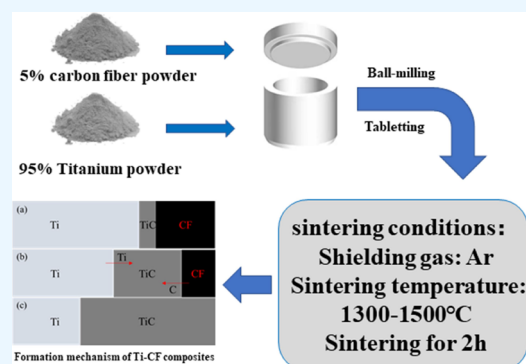 5% carbon fiber powder
95% Titanium powder
Ball-milling
Tabletting
sintering conditions:
Shielding gas: Ar
Sintering temperature:
1300-1500°C
Sintering for 2h
(a)
Ti TiC CF
(b)
Ti
Ti TiC CF
C
(c)
Ti TiC
Formation mechanism of Ti-CF composites